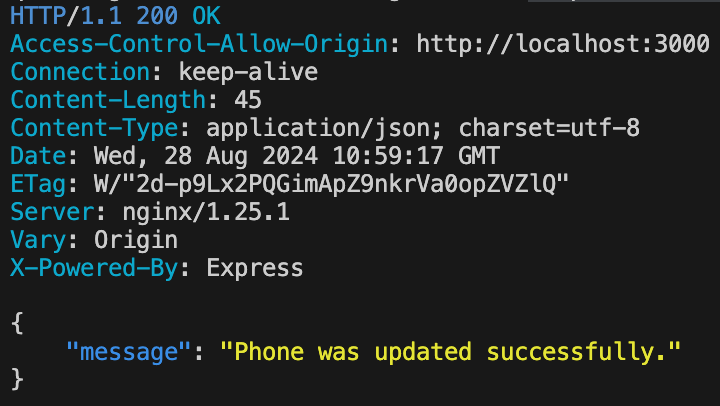 HTTP/1.1 200 OK
Access-Control-Allow-Origin: http://localhost:3000
Connection: keep-alive
Content-Length: 45
Content-Type: application/json; charset=utf-8
Date: Wed, 28 Aug 2024 10:59:17 GMT
ETag: W/"2d-p9Lx2PQGimApZ9nkrVa0opZVZlQ"
Server: nginx/1.25.1
Vary: Origin
X-Powered-By: Express
{
"message": "Phone was updated successfully."
}